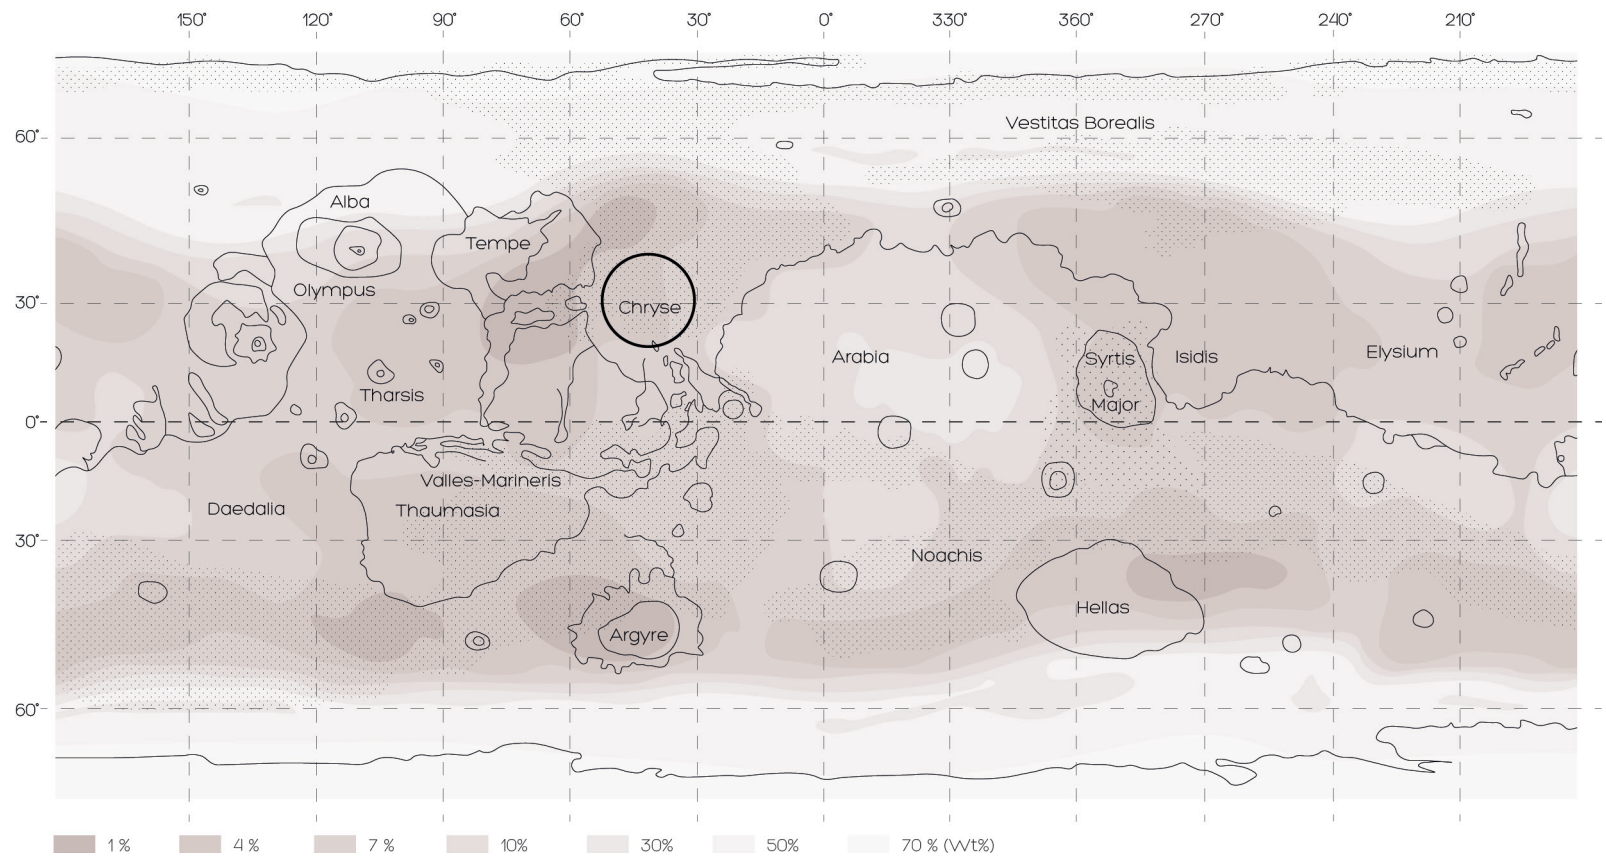 150° 120° 90° 60° 30° 0° 330° 360° 270° 240° 210°
60°
Vestitas Borealis
Alba
Tempe
Olympus
30°
Chryse
Arabia
Syrtis
Isidis
Elysium
Tharsis
Major
0°
Valles-Marineris
Daedalia
Thaumasia
30°
Noachis
Hellas
Argyre
60°
1 % 4 % 7 % 10% 30% 50% 70 % (Wt%)